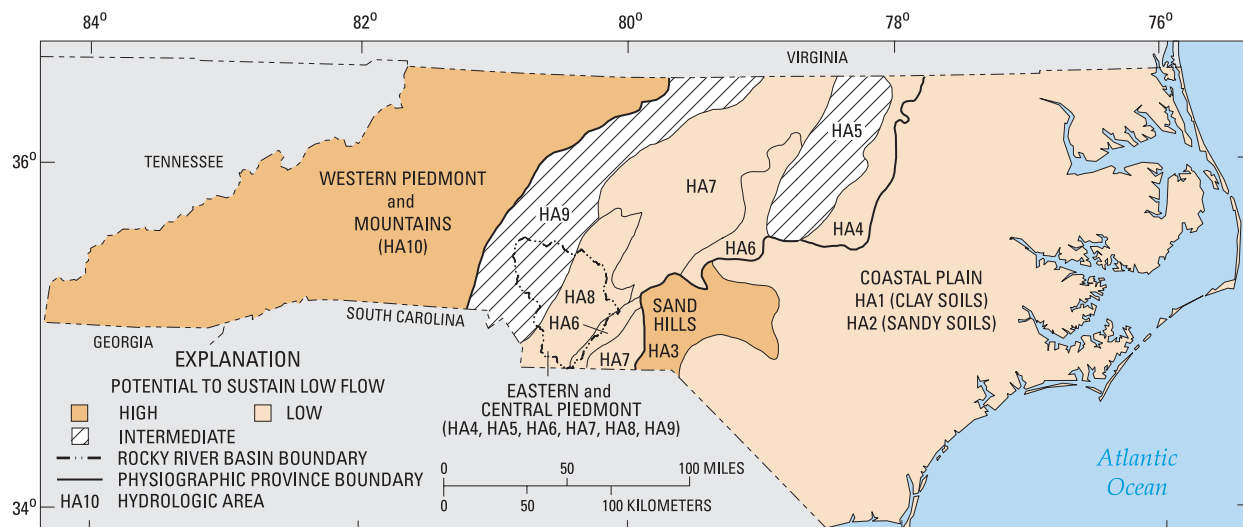 84°
82°
80°
78°
76°
VIRGINIA
36°
TENNESSEE
WESTERN PIEDMONT
and
MOUNTAINS
(HA10)
HA9
HA7
HA5
HA6
HA4
HA8
HA6
HA7
SAND
HILLS
HA3
COASTAL PLAIN
HA1 (CLAY SOILS)
HA2 (SANDY SOILS)
SOUTH CAROLINA
GEORGIA
EASTERN and
CENTRAL PIEDMONT
(HA4, HA5, HA6, HA7, HA8, HA9)
EXPLANATION
POTENTIAL TO SUSTAIN LOW FLOW
HIGH LOW
INTERMEDIATE
ROCKY RIVER BASIN BOUNDARY
PHYSIOGRAPHIC PROVINCE BOUNDARY
HA10 HYDROLOGIC AREA
0 50 100 MILES
0 50 100 KILOMETERS
34°
Atlantic
Ocean